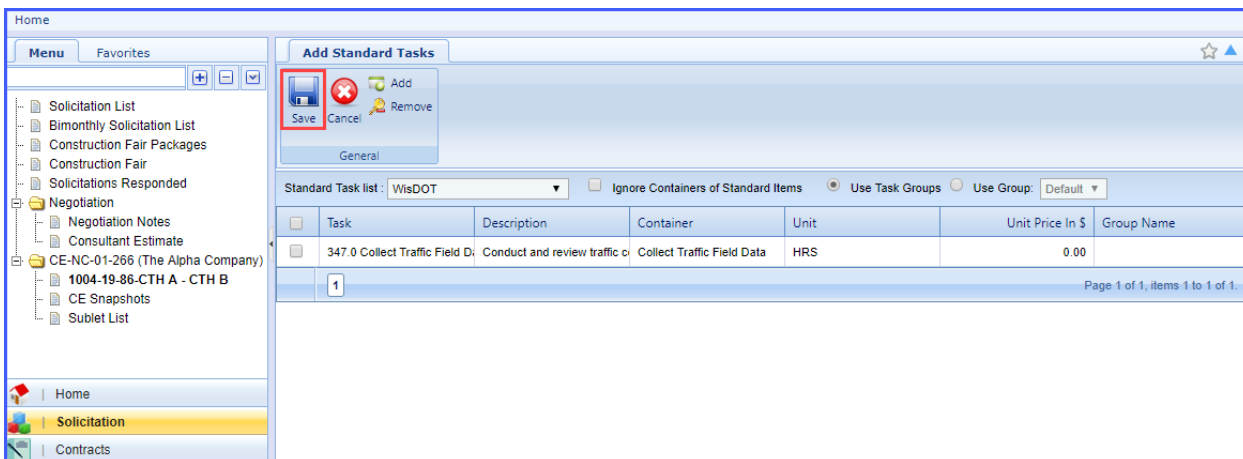 Home
Menu Favorites
Solicitation List
Bimonthly Solicitation List
Construction Fair Packages
Construction Fair
Solicitations Responded
Negotiation
Negotiation Notes
Consultant Estimate
CE-NC-01-266 (The Alpha Company)
1004-19-86-CTH A - CTH B
CE Snapshots
Sublet List
| Home
| Solicitation
| Contracts
Add Standard Tasks
Save Cancel Add
Remove
General
Standard Task list : WisDOT Ignore Containers of Standard Items Use Task Groups Use Group: Default
Task Description Container Unit Unit Price In $ Group Name
347.0 Collect Traffic Field Da Conduct and review traffic co Collect Traffic Field Data HRS 0.00
1 Page 1 of 1, items 1 to 1 of 1.